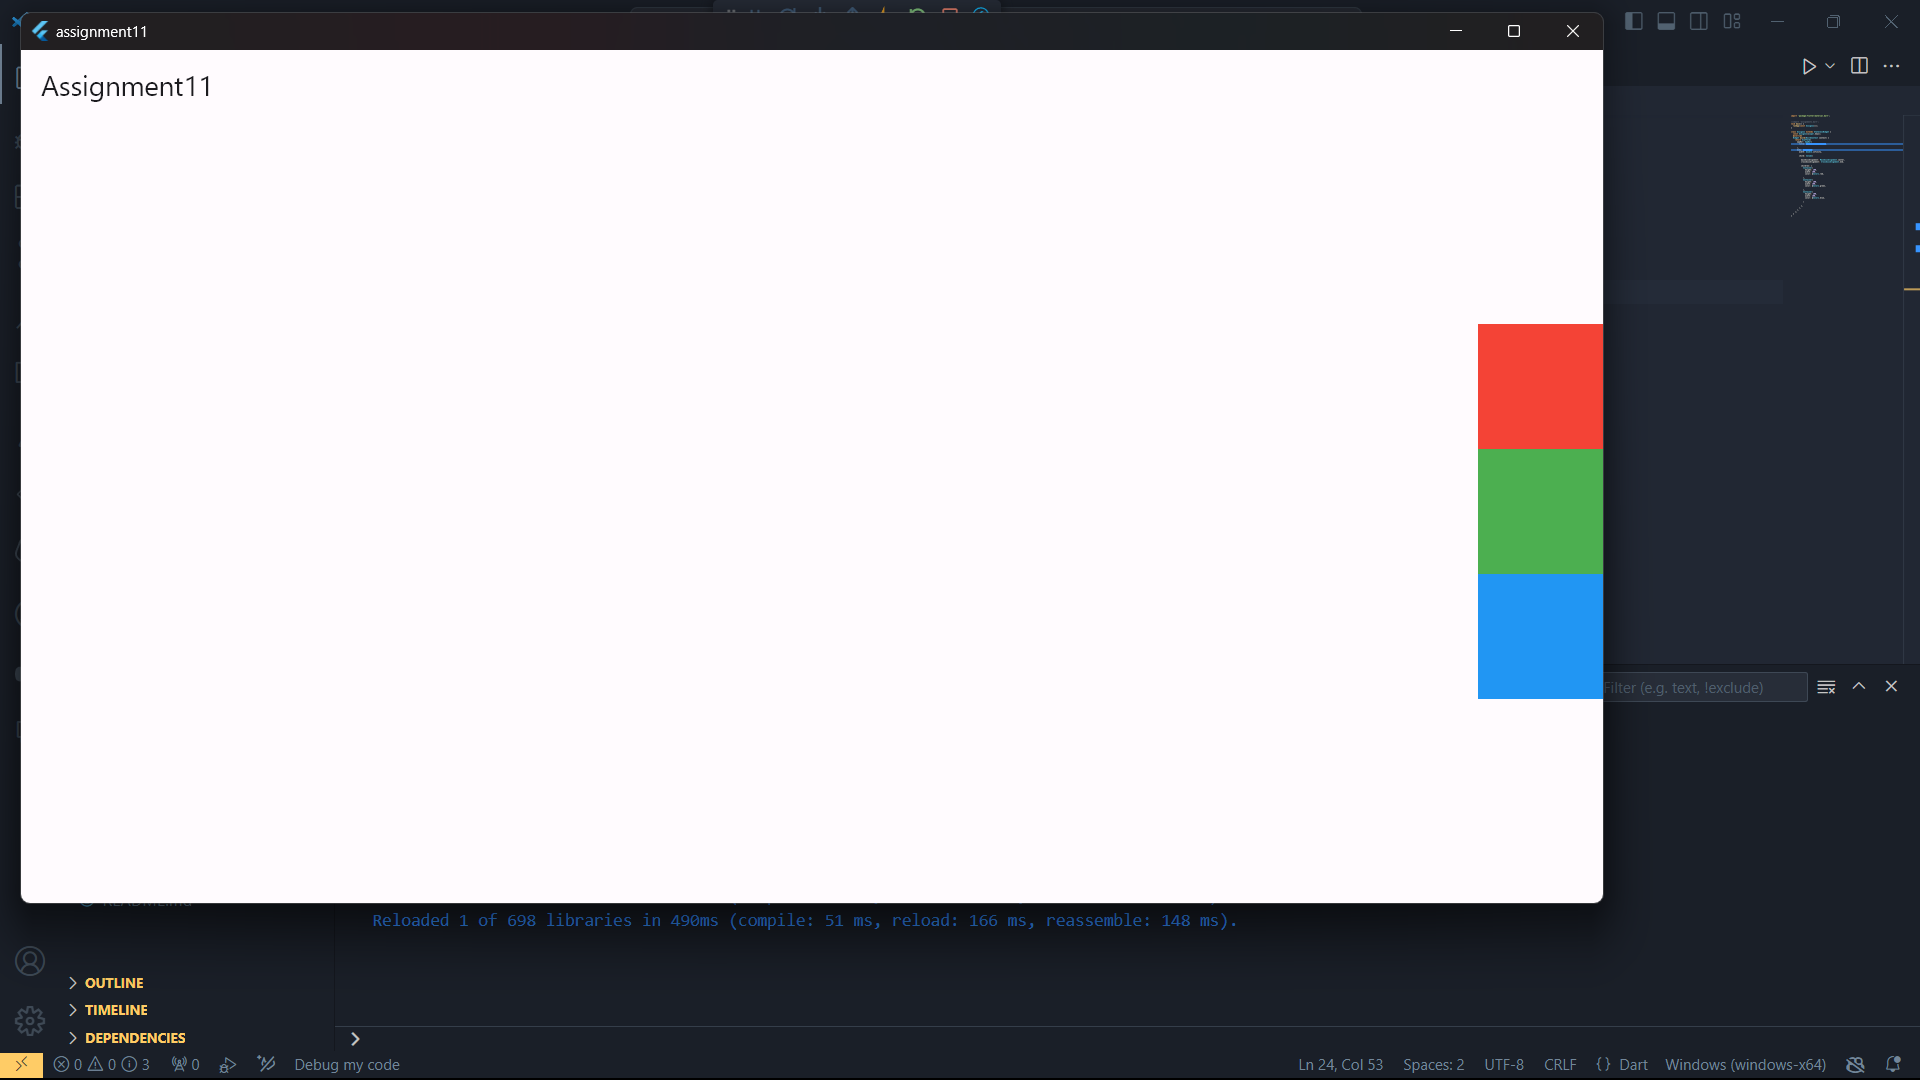 assignment11
Assignment11
Filter (e.g. text, !exclude)
Reloaded 1 of 698 libraries in 490ms (compile: 51 ms, reload: 166 ms, reassemble: 148 ms).
OUTLINE
TIMELINE
DEPENDENCIES
0 0 3 0 Debug my code Ln 24, Col 53 Spaces: 2 UTF-8 CRLF {} Dart Windows (windows-x64)